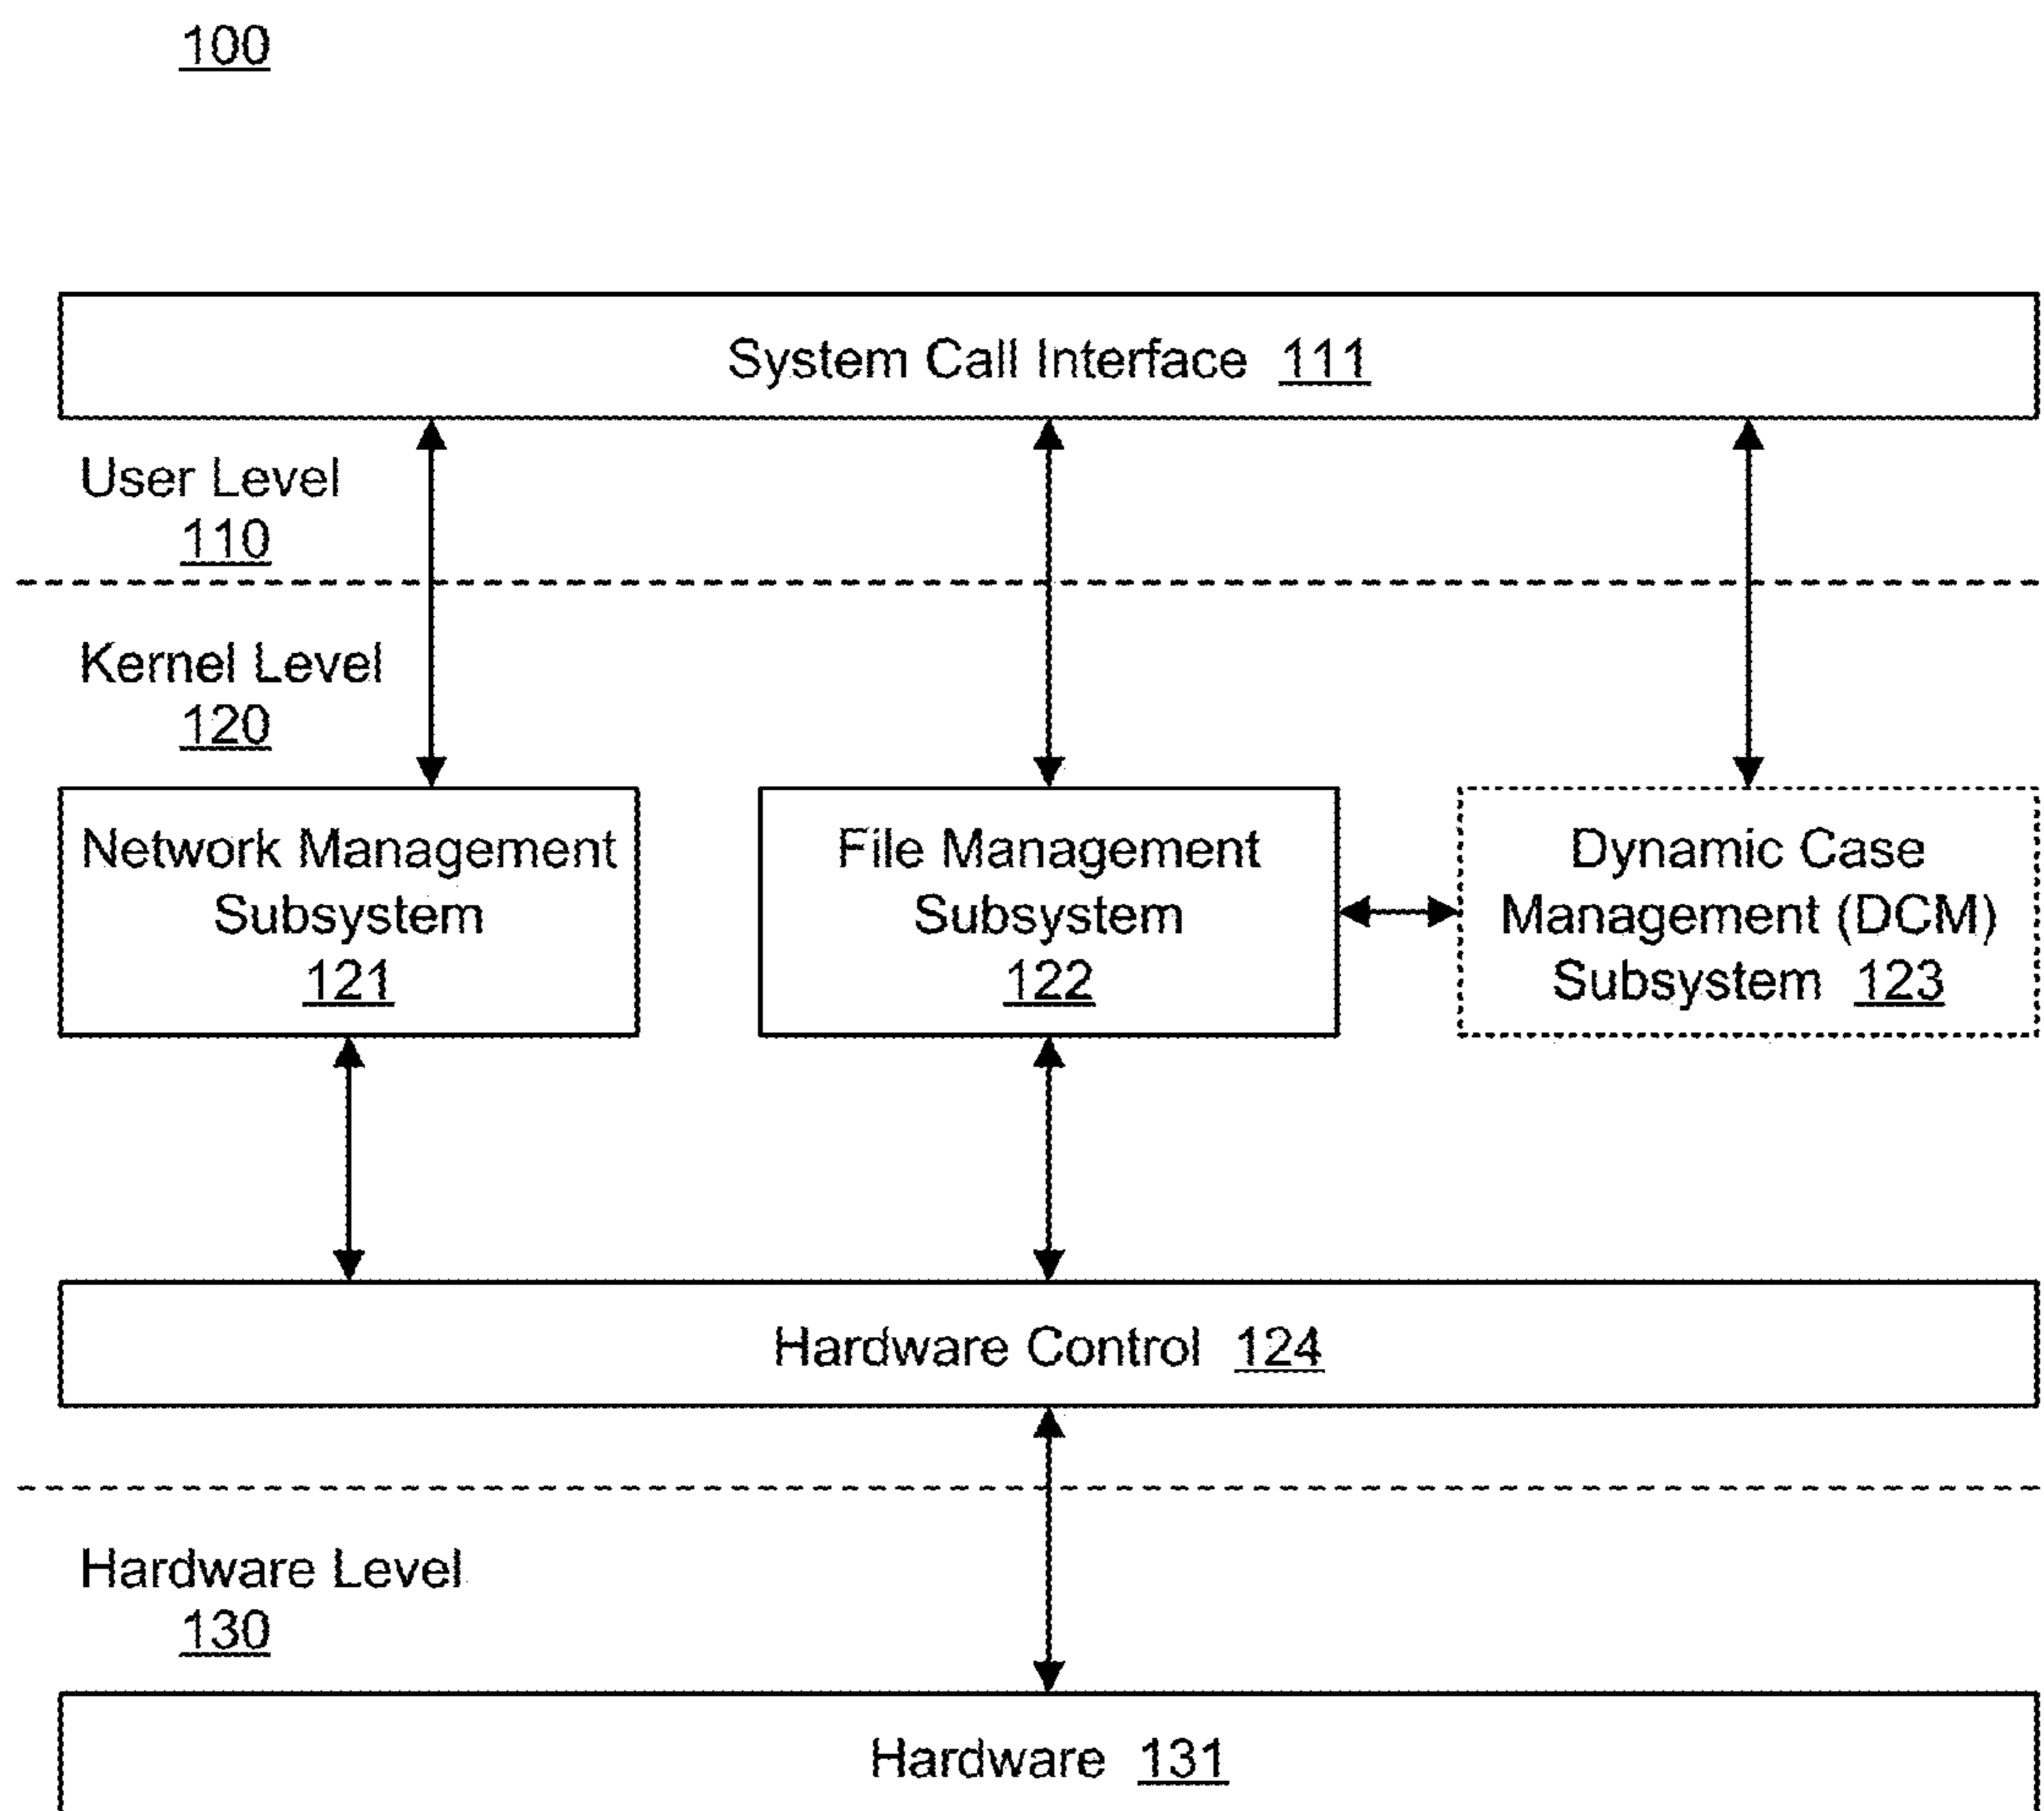 100
System Call Interface 111
User Level
110
Kernel Level
120
Network Management
Subsystem
121
File Management
Subsystem
122
Dynamic Case
Management (DCM)
Subsystem 123
Hardware Control 124
Hardware Level
130
Hardware 131